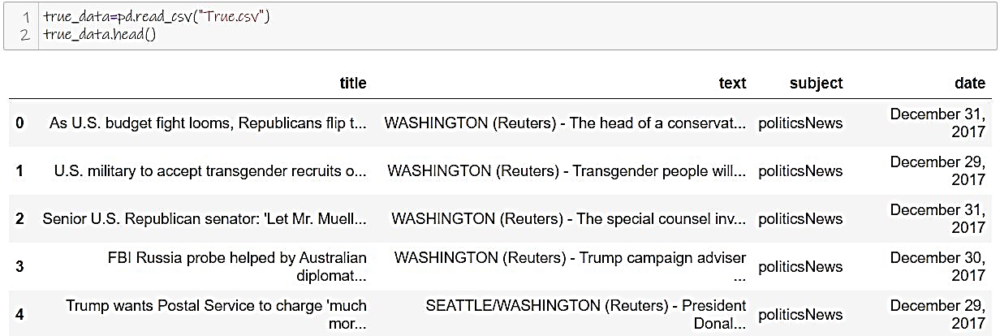 1 true_data=pd.read_csv("True.csv")
2 true_data.head()
title text subject date
0 As U.S. budget fight looms, Republicans flip t... WASHINGTON (Reuters) - The head of a conservat... politicsNews December 31,
2017
1 U.S. military to accept transgender recruits o... WASHINGTON (Reuters) - Transgender people will... politicsNews December 29,
2017
2 Senior U.S. Republican senator: 'Let Mr. Muell... WASHINGTON (Reuters) - The special counsel inv... politicsNews December 31,
2017
3 FBI Russia probe helped by Australian WASHINGTON (Reuters) - Trump campaign adviser politicsNews December 30,
diplomat... ... 2017
4 Trump wants Postal Service to charge 'much SEATTLE/WASHINGTON (Reuters) - President politicsNews December 29,
mor... Donal... 2017